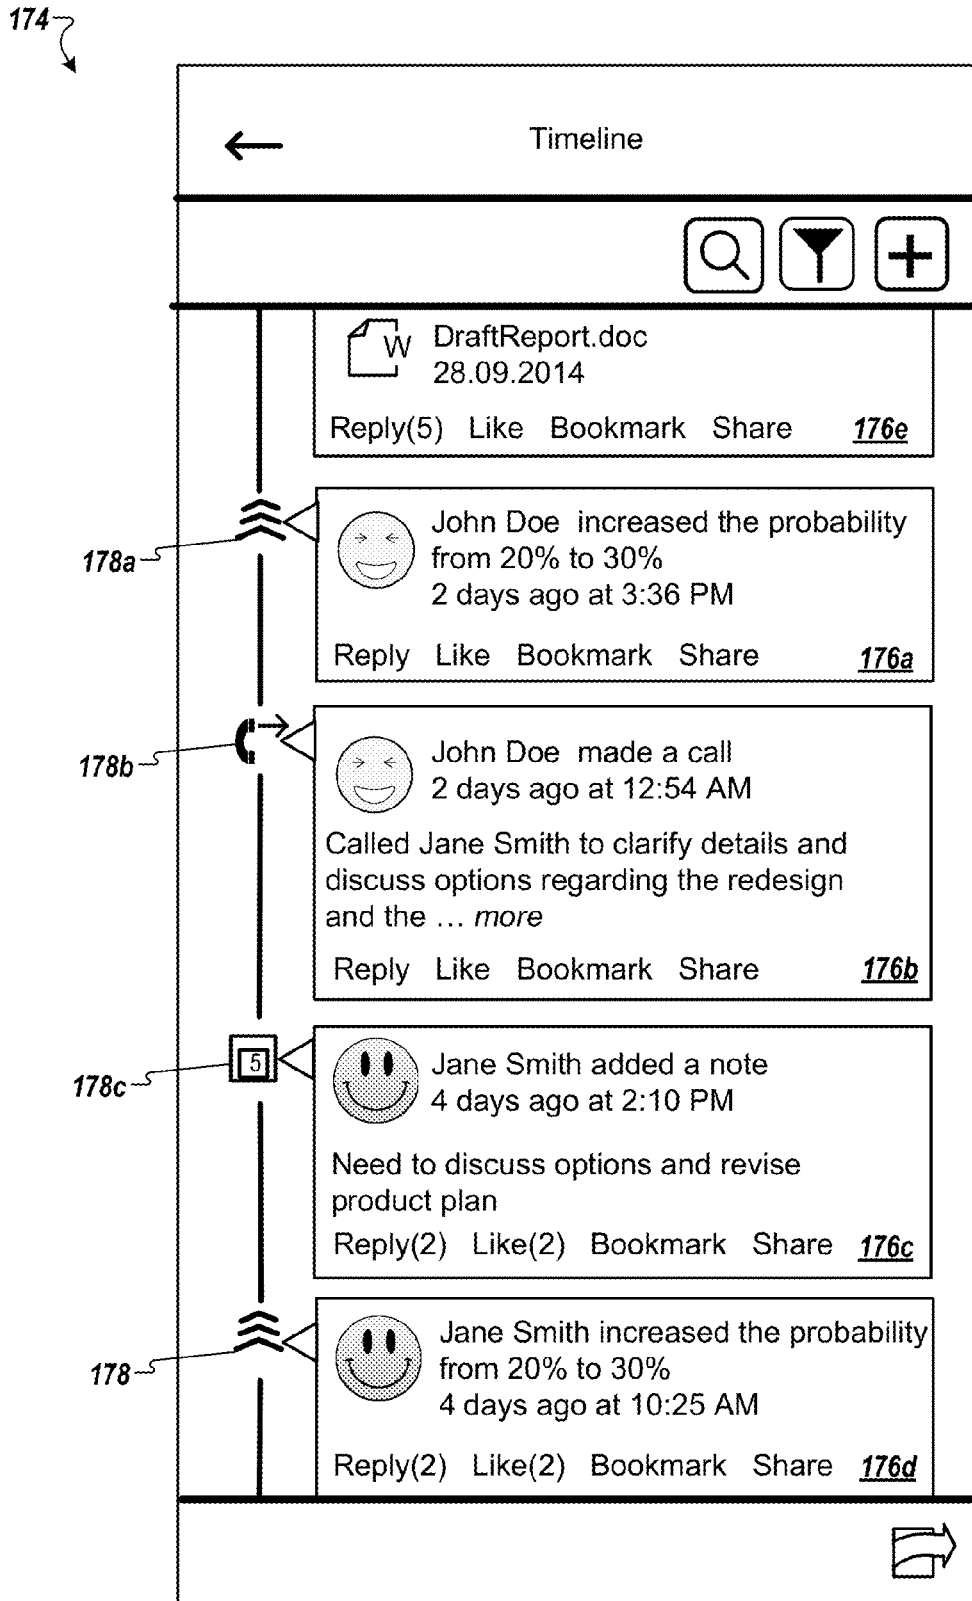 174
Timeline
W
DraftReport.doc
28.09.2014
Reply(5) Like Bookmark Share 176e
John Doe increased the probability
from 20% to 30%
2 days ago at 3:36 PM
178a
Reply Like Bookmark Share 176a
John Doe made a call
2 days ago at 12:54 AM
178b
Called Jane Smith to clarify details and
discuss options regarding the redesign
and the ... more
Reply Like Bookmark Share 176b
5
Jane Smith added a note
4 days ago at 2:10 PM
178c
Need to discuss options and revise
product plan
Reply(2) Like(2) Bookmark Share 176c
Jane Smith increased the probability
from 20% to 30%
4 days ago at 10:25 AM
178
Reply(2) Like(2) Bookmark Share 176d